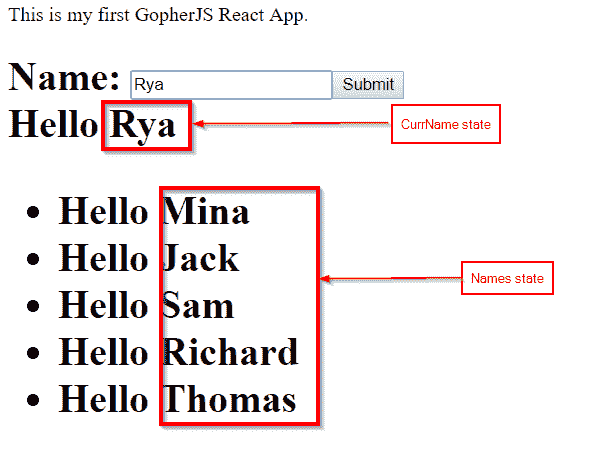 This is my first GopherJS React App.
Name: Rya Submit
Hello Rya
CurrName state
Hello Mina
Hello Jack
Hello Sam
Names state
Hello Richard
Hello Thomas